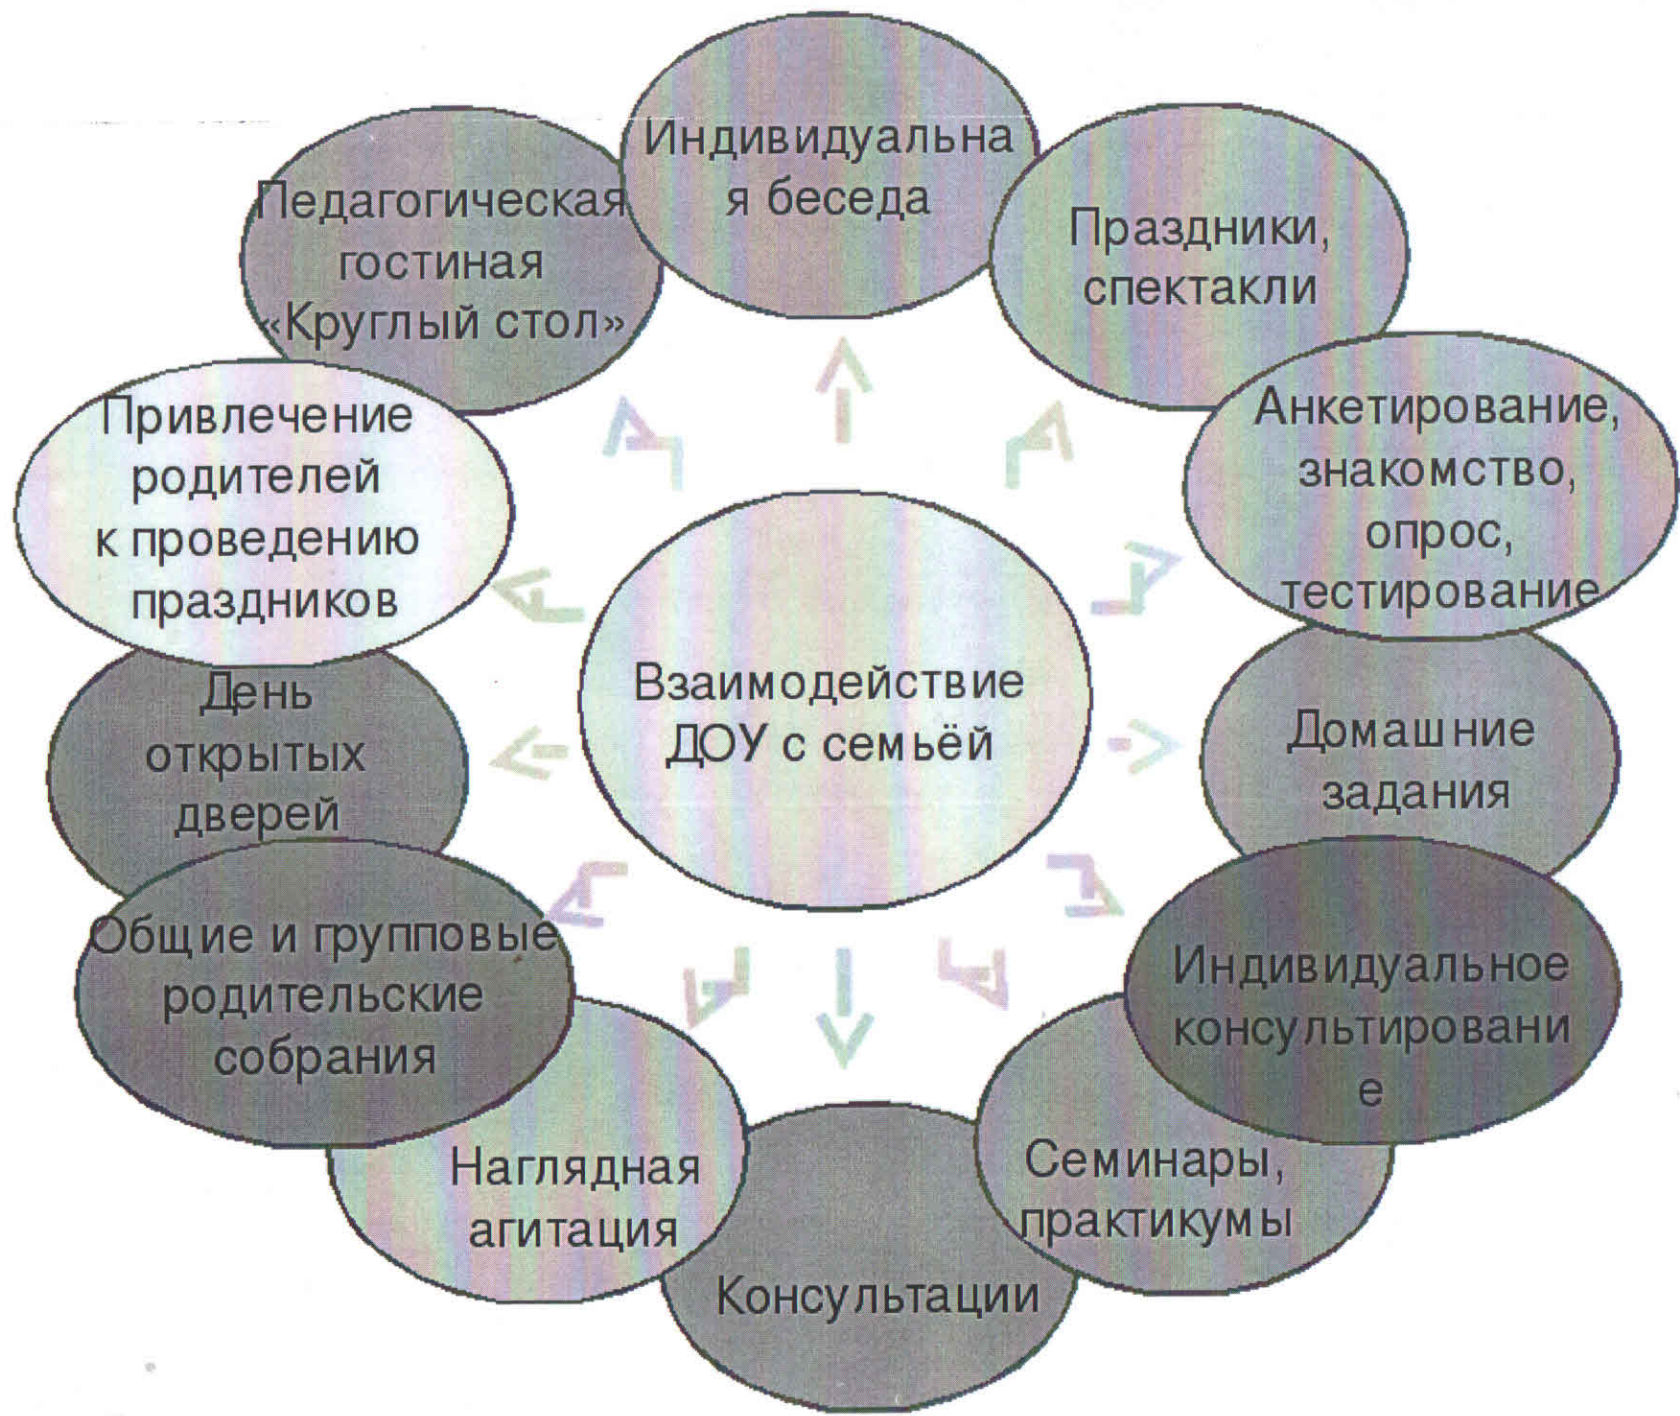 Индивидуальна
я беседа
Праздники,
спектакли
Анкетирование,
знакомство,
опрос,
тестирование
Домашние
задания
Индивидуальное
консультировани
е
Семинары,
практикумы
Консультации
Наглядная
агитация
Общие и групповые
родительские
собрания
День
открытых
дверей
Привлечение
родителей
к проведению
праздников
Педагогическая
гостиная
«Круглый стол»
Взаимодействие
ДОУ с семьёй